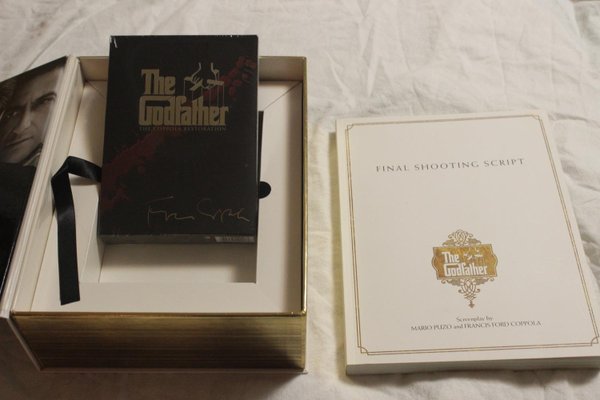 The
Godfather
THE COPPOLA RESTORATION
FINAL SHOOTING SCRIPT
The
Godfather
Screenplay by
MARIO PUZO and FRANCIS FORD COPPOLA